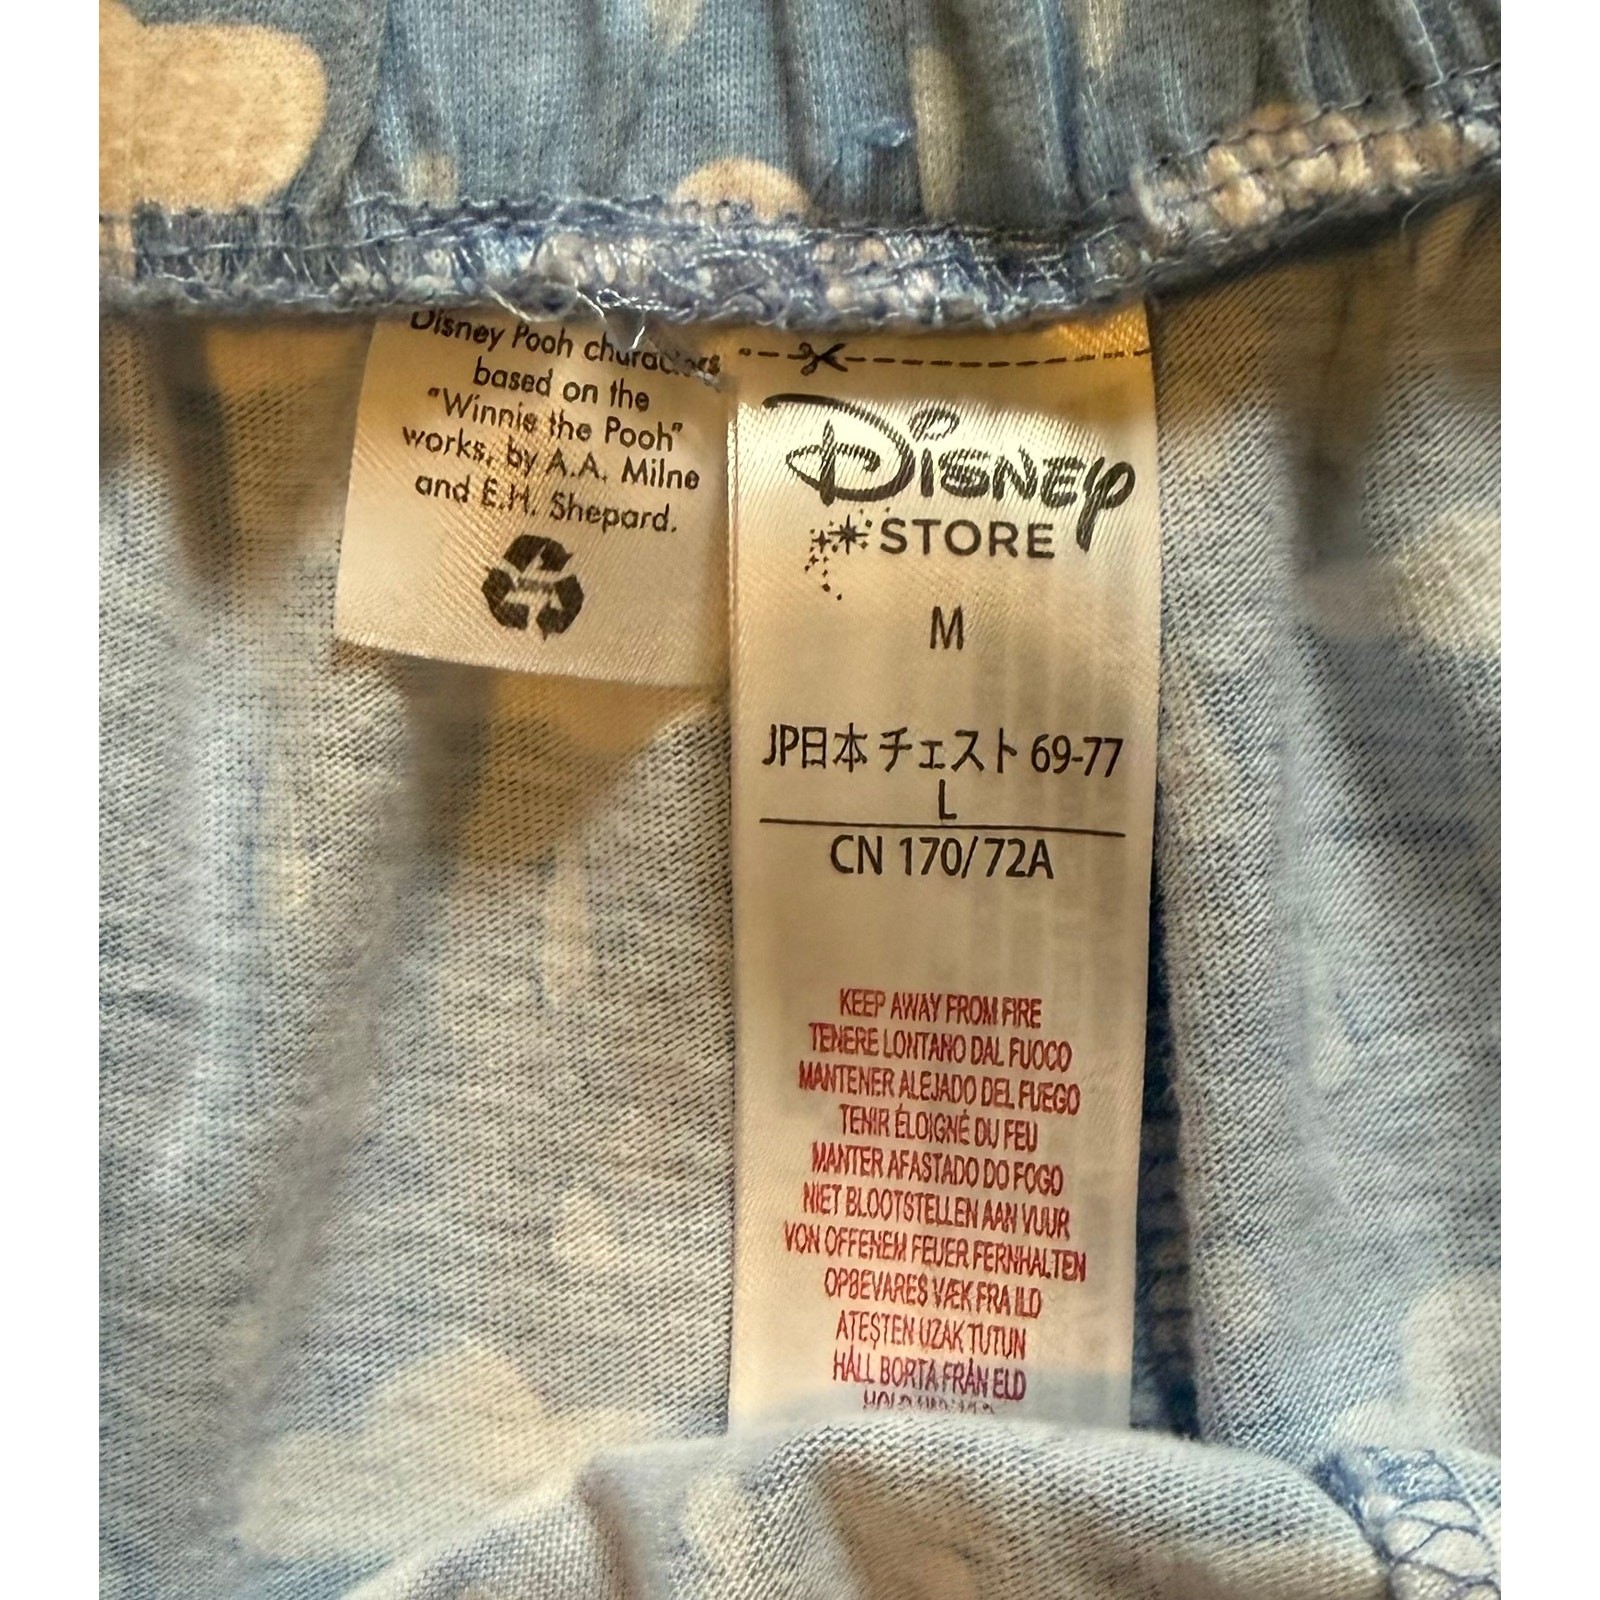 Disney Pooh characters
based on the
"Winnie the Pooh"
works, by A.A. Milne
and E.H. Shepard.
Disney
STORE
M
JP日本 チェスト 69-77
L
CN 170/72A
KEEP AWAY FROM FIRE
TENERE LONTANO DAL FUOCO
MANTENER ALEJADO DEL FUEGO
TENIR ÉLOIGNÉ DU FEU
MANTER AFASTADO DO FOGO
NIET BLOOTSTELLEN AAN VUUR
VON OFFENEM FEUER FERNHALTEN
OPBEVARES VÆK FRA ILD
ATEŞTEN UZAK TUTUN
HÅLL BORTA FRÅN ELD